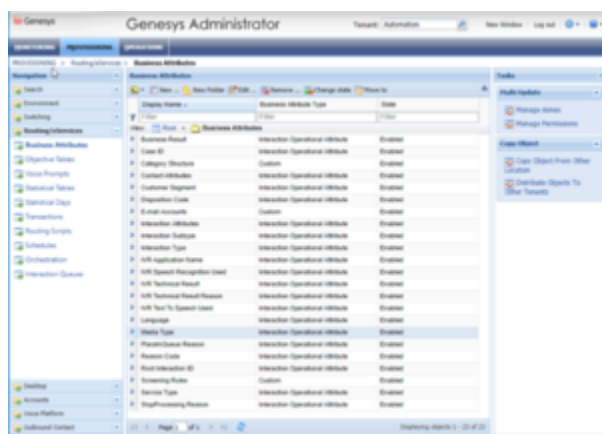 Genesys
Genesys Administrator
Tenant: Automation
New Window | Log out
MONITORING PROVISIONING OPERATIONS
PROVISIONING > Routing/eServices > Business Attributes
Navigation
Search
Environment
Switching
Routing/eServices
Business Attributes
Objective Tables
Voice Prompts
Statistical Tables
Statistical Days
Transactions
Routing Scripts
Schedules
Orchestration
Interaction Queues
Desktop
Accounts
Voice Platform
Outbound Contact
Business Attributes
New... New Folder Edit... Remove... Change state Move to
Display Name Business Attribute Type State
Filter Filter Filter
View: Root > Business Attributes
Business Result Interaction Operational Attribute Enabled
Case ID Interaction Operational Attribute Enabled
Category Structure Custom Enabled
Contact Attributes Interaction Operational Attribute Enabled
Customer Segment Interaction Operational Attribute Enabled
Disposition Code Interaction Operational Attribute Enabled
E-mail Accounts Custom Enabled
Interaction Attributes Interaction Operational Attribute Enabled
Interaction Subtype Interaction Operational Attribute Enabled
Interaction Type Interaction Operational Attribute Enabled
IVR Application Name Interaction Operational Attribute Enabled
IVR Speech Recognition Used Interaction Operational Attribute Enabled
IVR Technical Result Interaction Operational Attribute Enabled
IVR Technical Result Reason Interaction Operational Attribute Enabled
IVR Text To Speech Used Interaction Operational Attribute Enabled
Language Interaction Operational Attribute Enabled
Media Type Interaction Operational Attribute Enabled
PlaceInQueue Reason Interaction Operational Attribute Enabled
Reason Code Interaction Operational Attribute Enabled
Root Interaction ID Interaction Operational Attribute Enabled
Screening Rules Custom Enabled
Service Type Interaction Operational Attribute Enabled
StopProcessing Reason Interaction Operational Attribute Enabled
Page 1 of 1
Displaying objects 1 - 23 of 23
Tasks
Multi-Update
Manage Annex
Manage Permissions
Copy Object
Copy Object From Other
Location
Distribute Objects To
Other Tenants